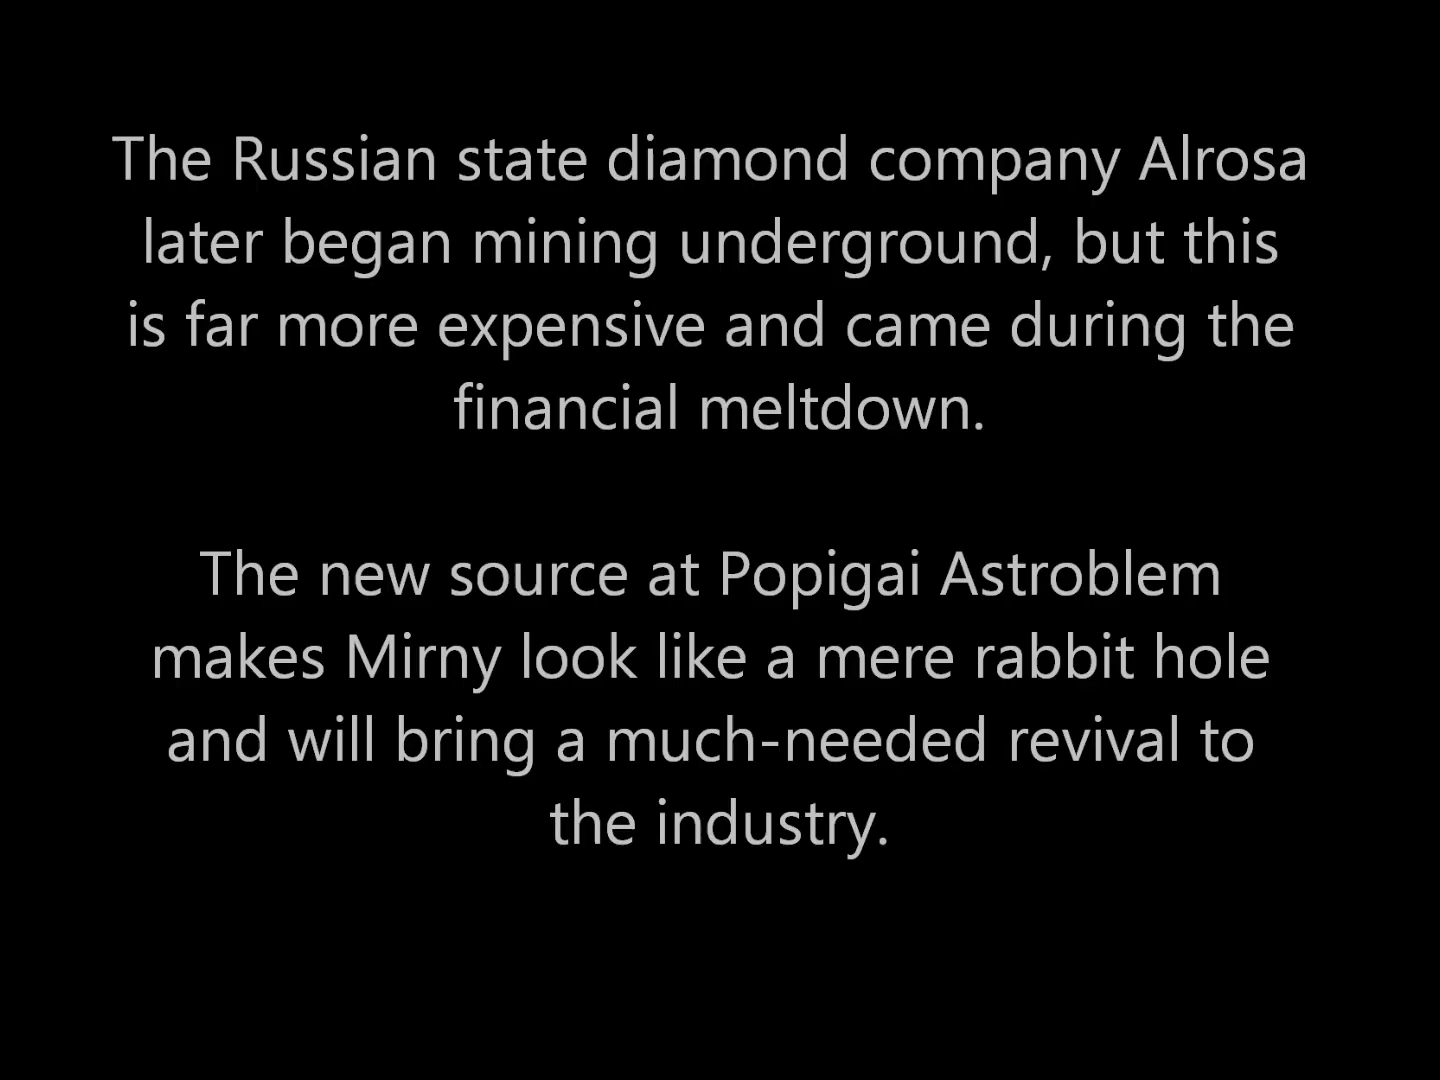 The Russian state diamond company Alrosa
later began mining underground, but this
is far more expensive and came during the
financial meltdown.
The new source at Popigai Astroblem
makes Mirny look like a mere rabbit hole
and will bring a much-needed revival to
the industry.